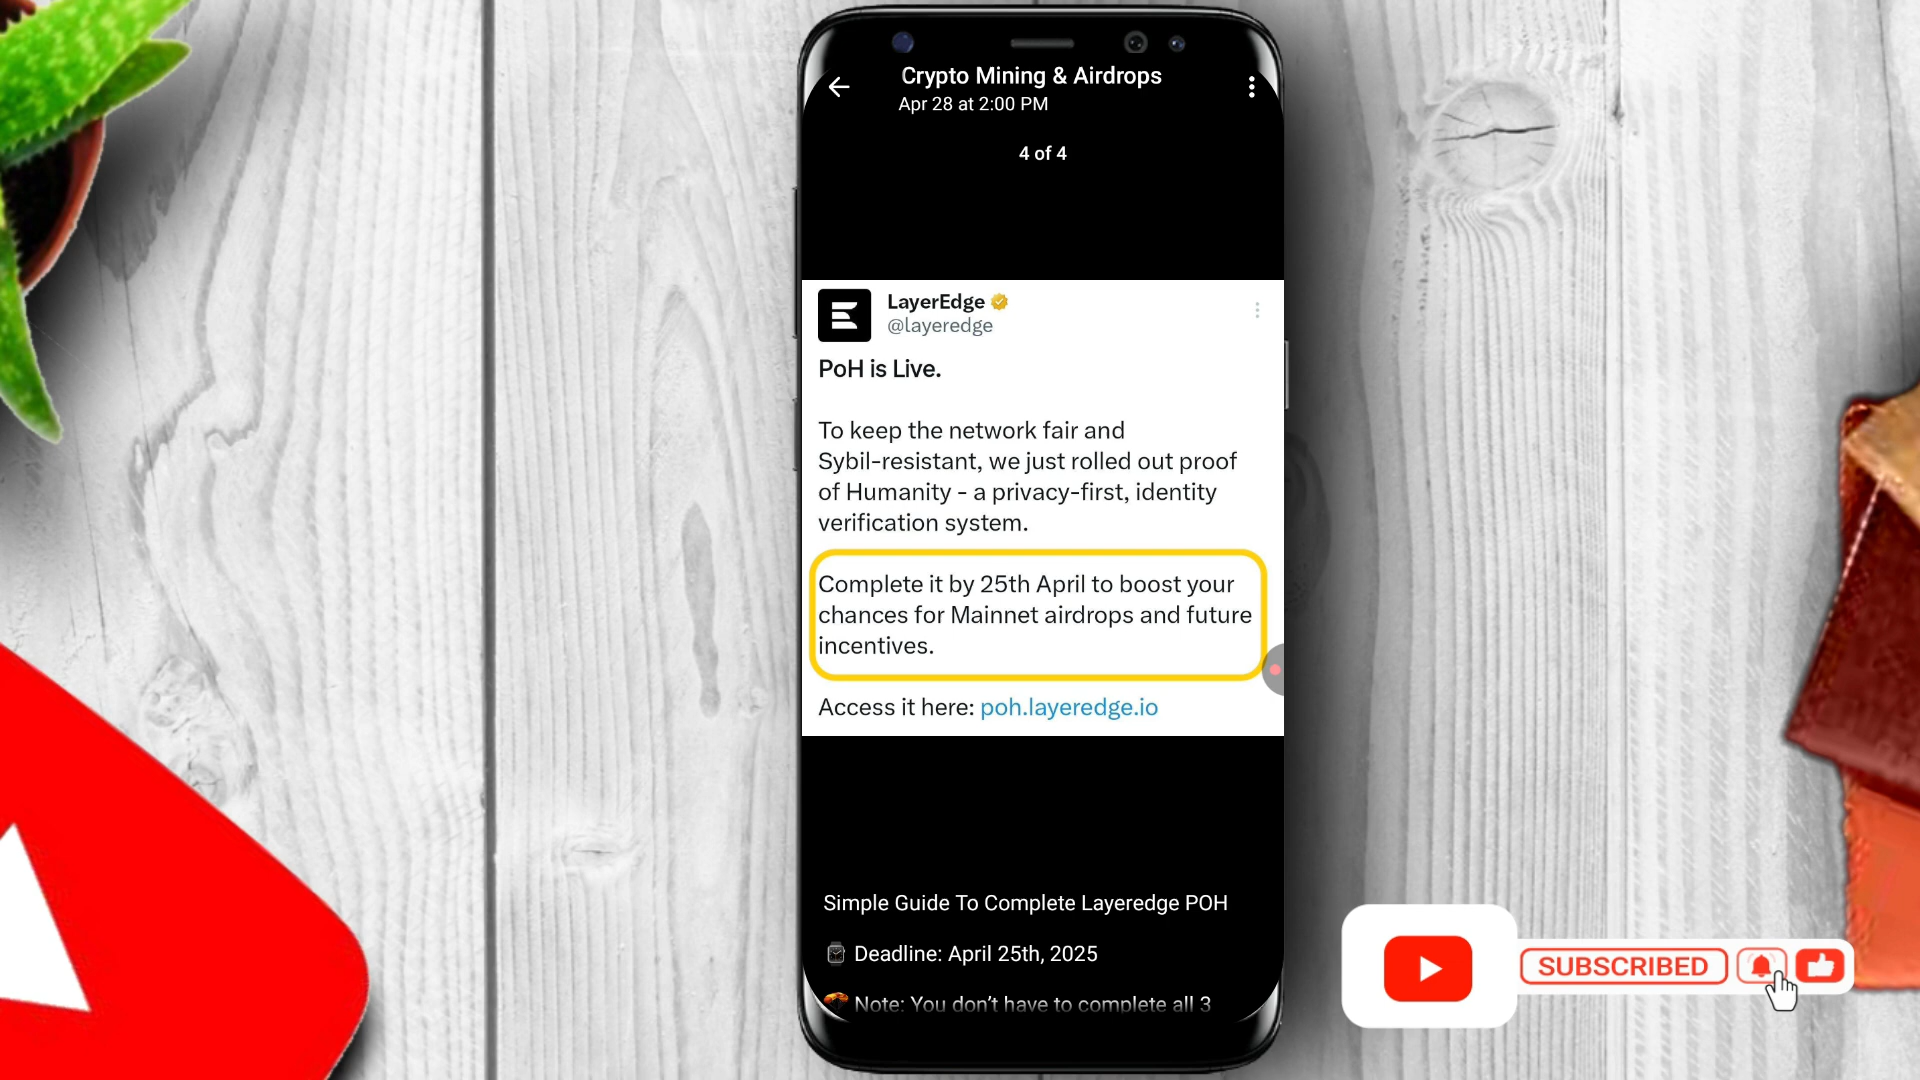 Crypto Mining & Airdrops
Apr 28 at 2:00 PM
4 of 4
LayerEdge
@layeredge
PoH is Live.
To keep the network fair and
Sybil-resistant, we just rolled out proof
of Humanity - a privacy-first, identity
verification system.
Complete it by 25th April to boost your
chances for Mainnet airdrops and future
incentives.
Access it here: poh.layeredge.io
Simple Guide To Complete Layeredge POH
Deadline: April 25th, 2025
Note: You don't have to complete all 3
SUBSCRIBED